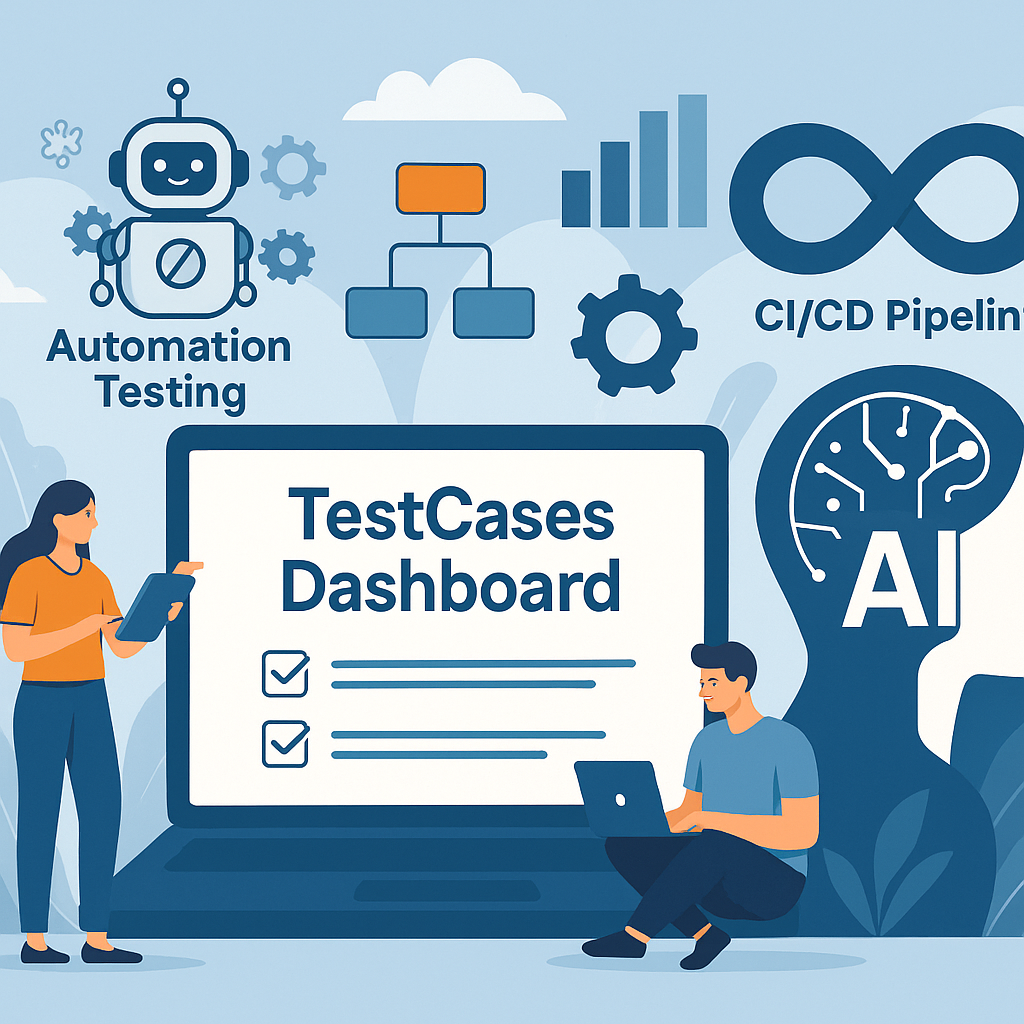 Automation
Testing
CI/CD Pipelin
TestCases
Dashboard
AI